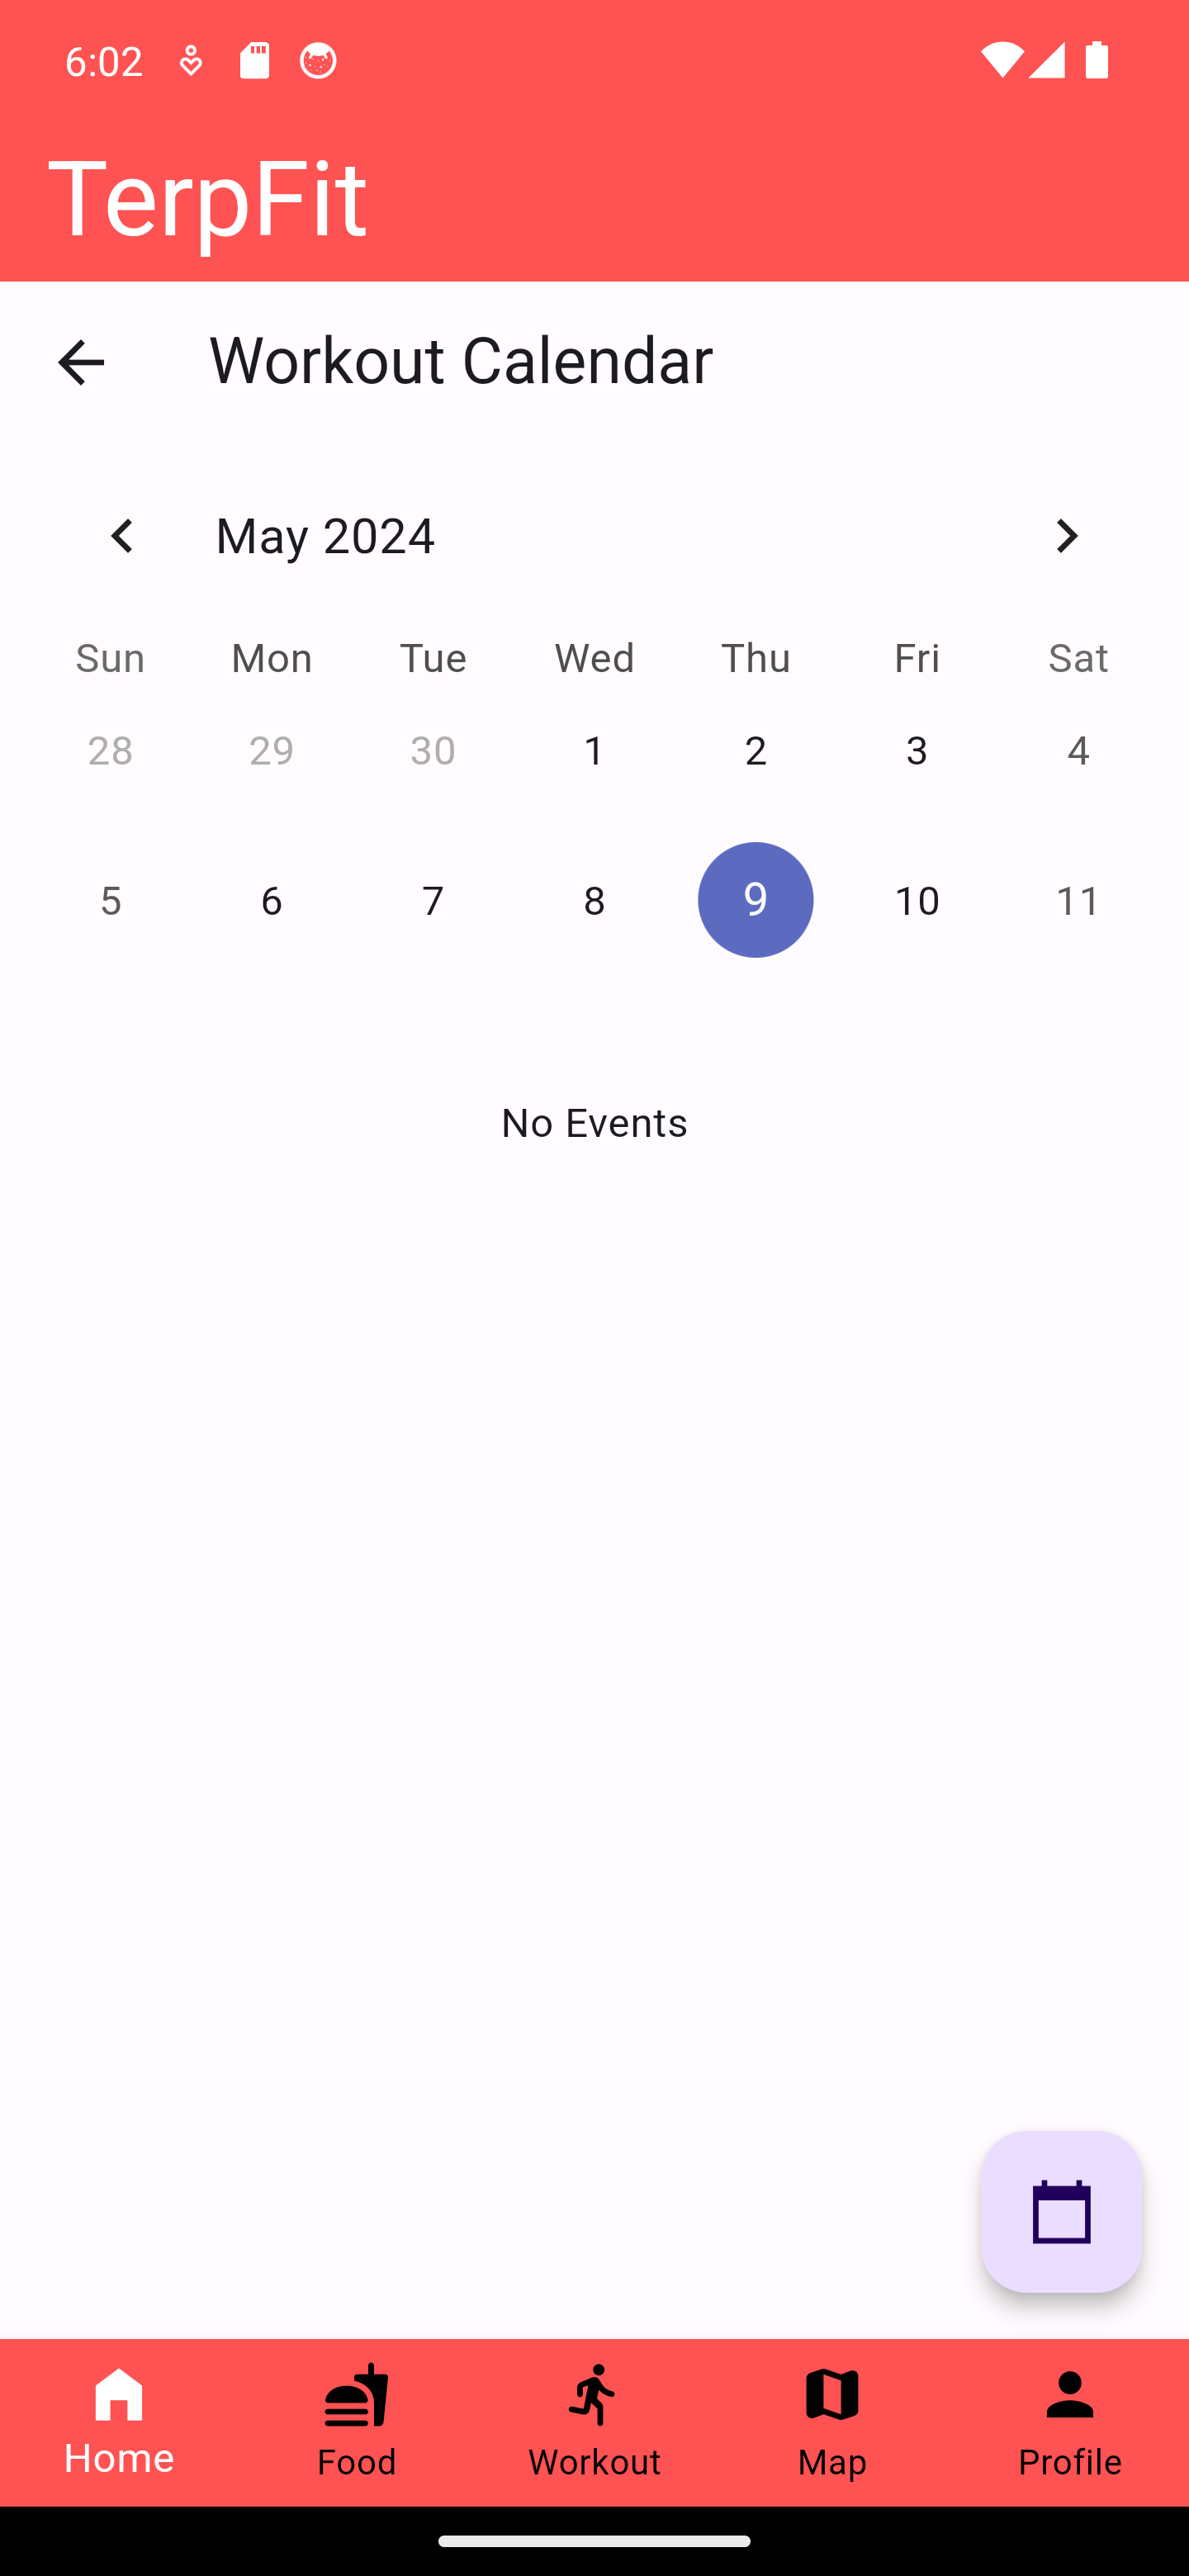 6:02
TerpFit
Workout Calendar
May 2024
Sun Mon Tue Wed Thu Fri Sat
28 29 30 1 2 3 4
5 6 7 8 9 10 11
No Events
Home Food Workout Map Profile